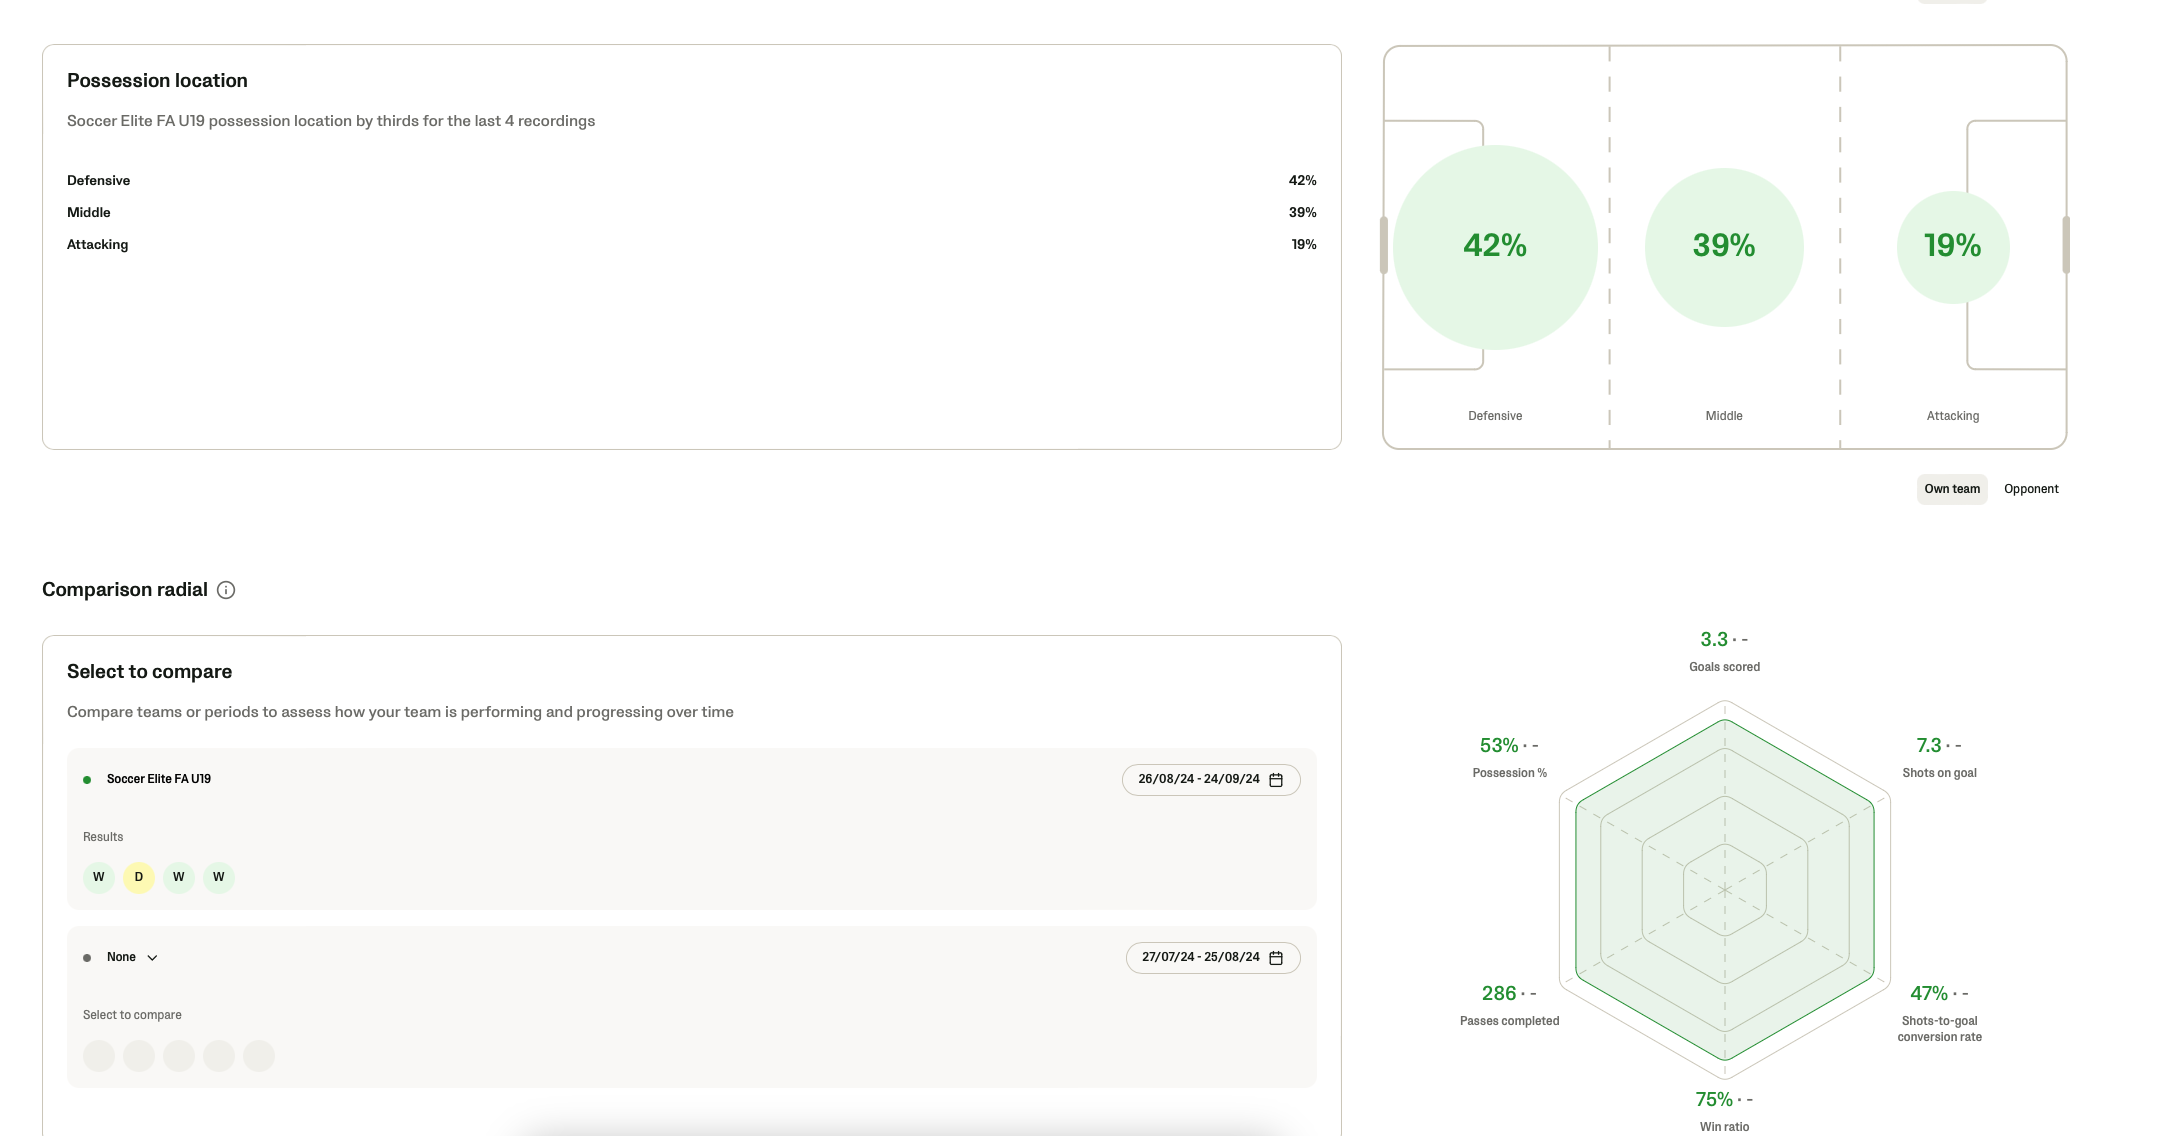 Possession location
Soccer Elite FA U19 possession location by thirds for the last 4 recordings
Defensive 42%
Middle 39%
Attacking 19%
42% 39% 19%
Defensive Middle Attacking
Own team Opponent
Comparison radial
Select to compare
Compare teams or periods to assess how your team is performing and progressing over time
Soccer Elite FA U19 26/08/24 - 24/09/24
Results
W D W W
None 27/07/24 - 25/08/24
Select to compare
3.3 · -
Goals scored
53% · - 7.3 · -
Possession % Shots on goal
286 · - 47% · -
Passes completed Shots-to-goal
conversion rate
75% · -
Win ratio